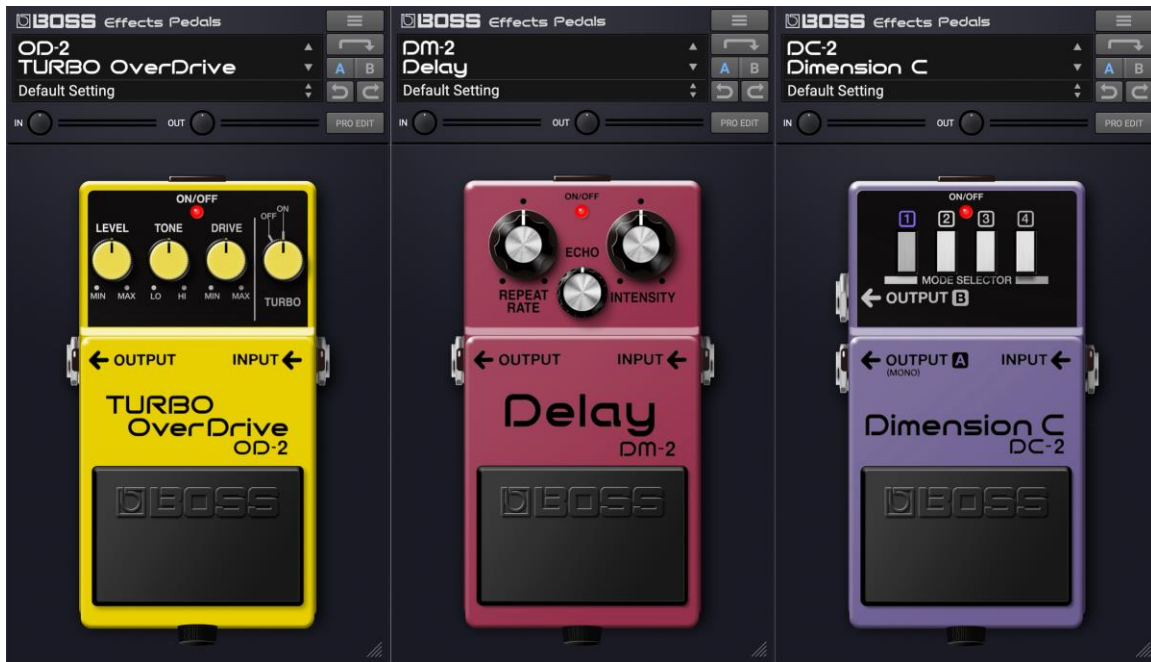 BOSS Effects Pedals
OD-2
TURBO OverDrive
A B
Default Setting
IN OUT PRO EDIT
ON/OFF
OFF ON
LEVEL TONE DRIVE
MIN MAX LO HI MIN MAX TURBO
OUTPUT INPUT
TURBO
OverDrive
OD-2
BOSS
BOSS Effects Pedals
DM-2
Delay
A B
Default Setting
IN OUT PRO EDIT
ON/OFF
ECHO
REPEAT RATE
INTENSITY
OUTPUT INPUT
Delay
DM-2
BOSS
BOSS Effects Pedals
DC-2
Dimension C
A B
Default Setting
IN OUT PRO EDIT
ON/OFF
1 2 3 4
MODE SELECTOR
OUTPUT B
OUTPUT A INPUT
(MONO)
Dimension C
DC-2
BOSS